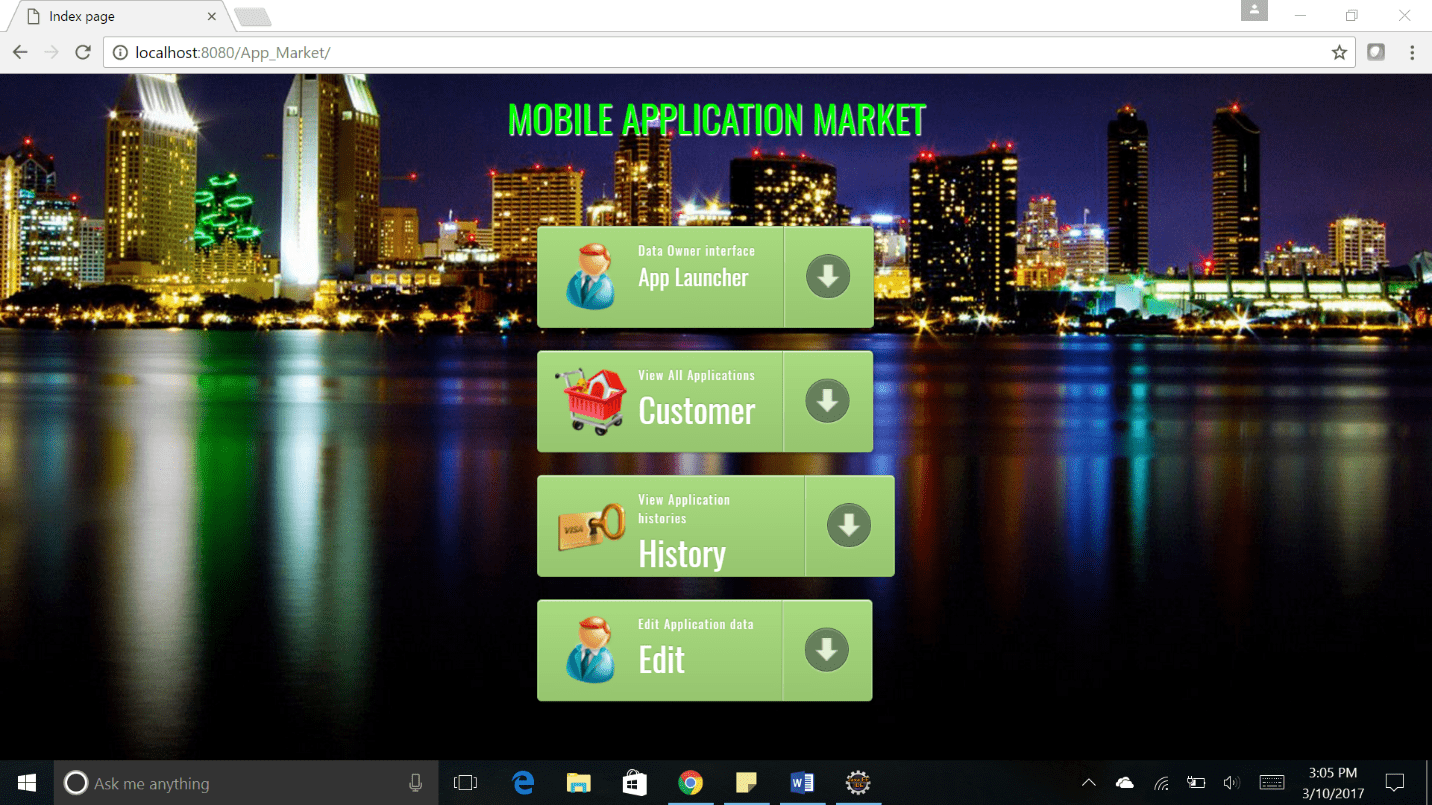 Index page
localhost:8080/App_Market/
MOBILE APPLICATION MARKET
Data Owner interface
App Launcher
View All Applications
Customer
View Application
histories
VISA
History
Edit Application data
Edit
Ask me anything
3:05 PM
3/10/2017